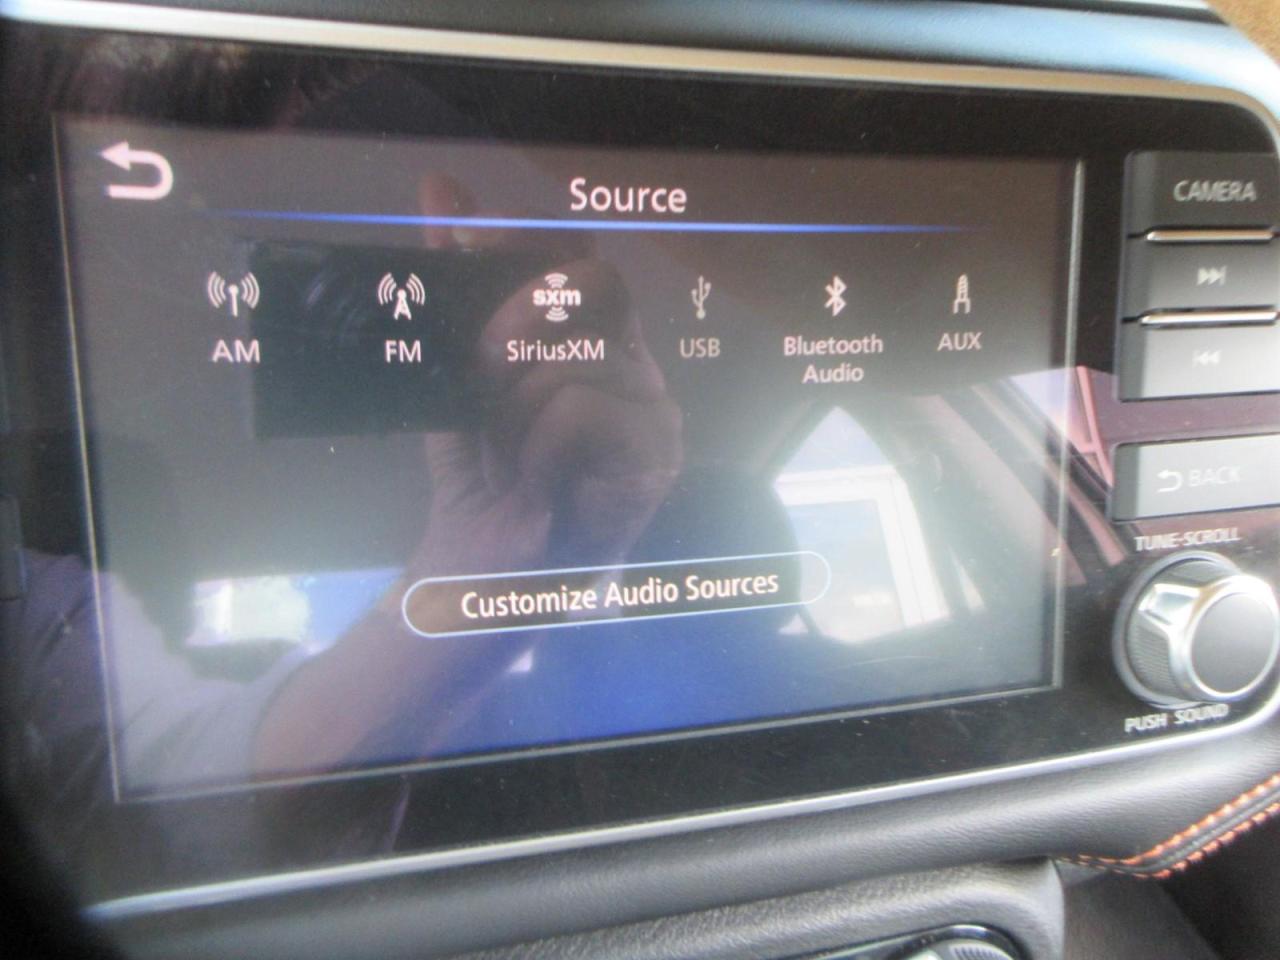 Source
CAMERA
AM
FM
sxm
SiriusXM
USB
Bluetooth
Audio
AUX
BACK
TUNE·SCROLL
Customize Audio Sources
PUSH SOUND